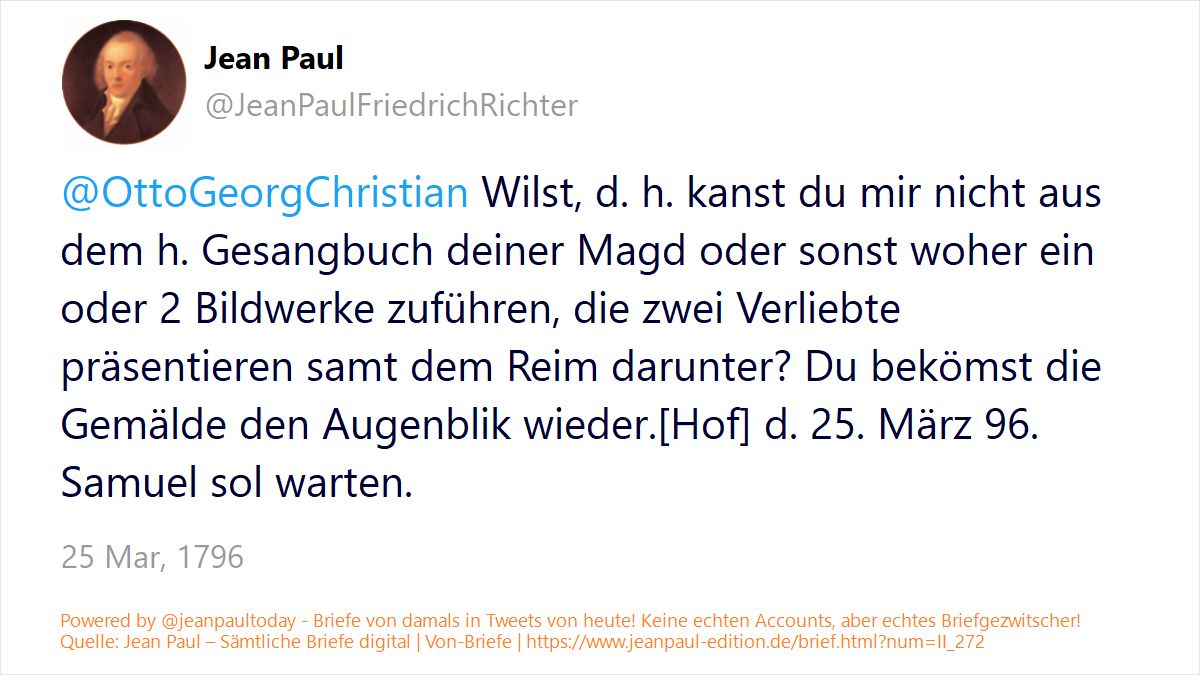 Jean Paul
@JeanPaulFriedrichRichter
@OttoGeorgChristian Wilst, d. h. kanst du mir nicht aus
dem h. Gesangbuch deiner Magd oder sonst woher ein
oder 2 Bildwerke zuführen, die zwei Verliebte
präsentieren samt dem Reim darunter? Du bekömst die
Gemälde den Augenblik wieder.[Hof] d. 25. März 96.
Samuel sol warten.
25 Mar, 1796
Powered by @jeanpaultoday - Briefe von damals in Tweets von heute! Keine echten Accounts, aber echtes Briefgezwitscher!
Quelle: Jean Paul – Sämtliche Briefe digital | Von-Briefe | https://www.jeanpaul-edition.de/brief.html?num=II_272